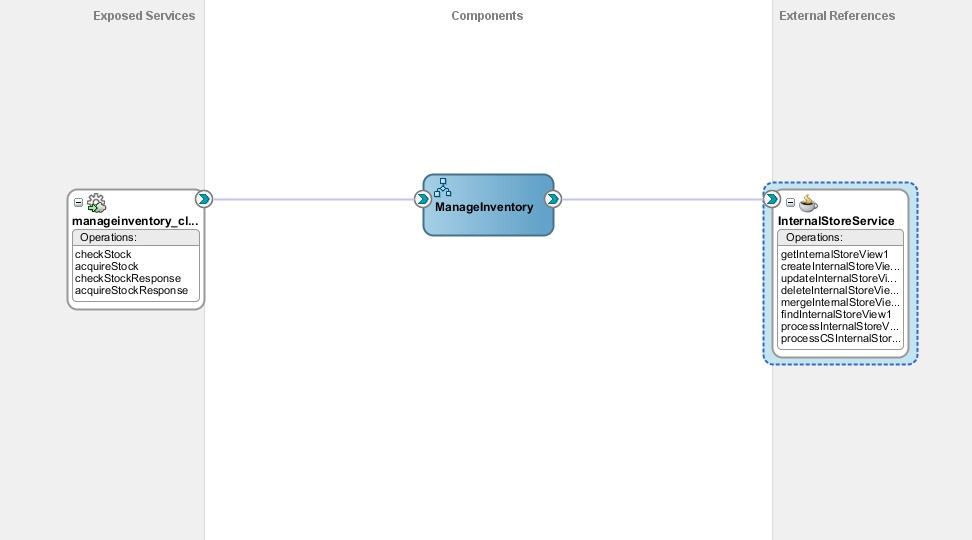 Exposed Services
Components
External References
manageinventory_cl...
Operations:
checkStock
acquireStock
checkStockResponse
acquireStockResponse
ManageInventory
InternalStoreService
Operations:
getInternalStoreView1
createInternalStoreVie...
updateInternalStoreVi...
deleteInternalStoreVie...
mergeInternalStoreVie...
findInternalStoreView1
processInternalStoreV...
processCSInternalStor...